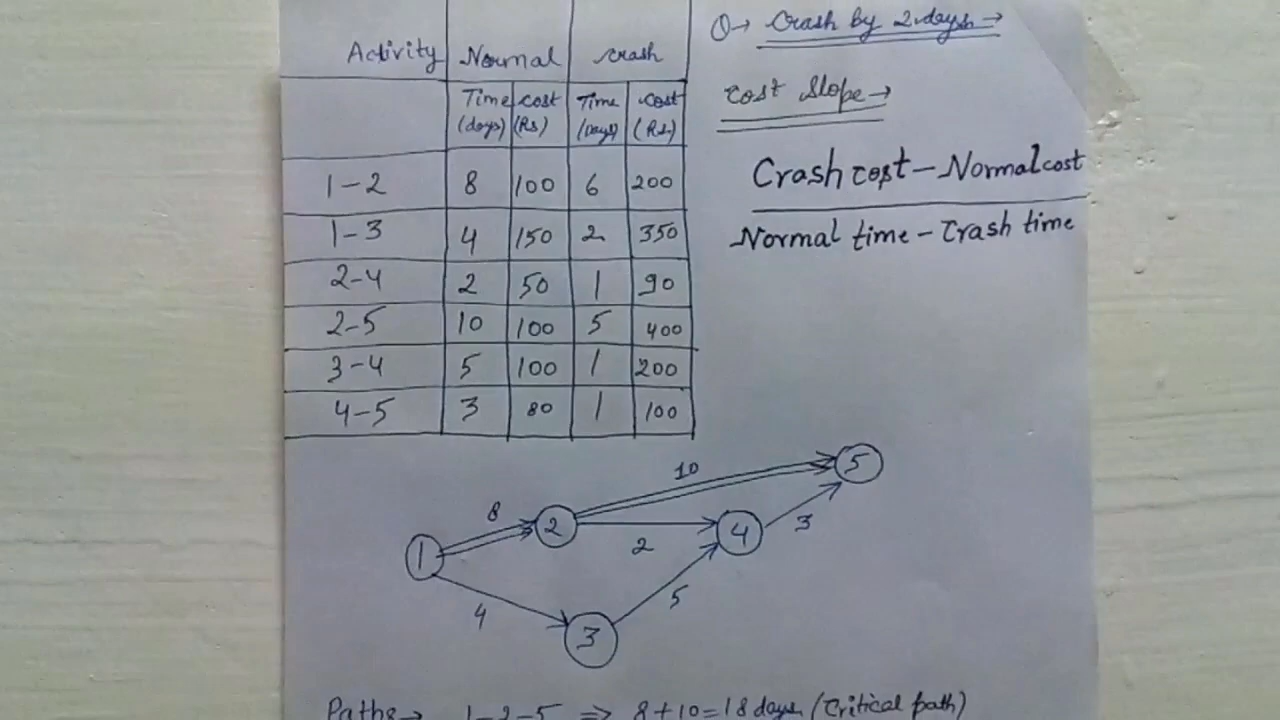 Activity Normal Crash
Time Cost Time Cost
(days) (Rs) (Days) (Rs.)
1-2 8 100 6 200
1-3 4 150 2 350
2-4 2 50 1 90
2-5 10 100 5 400
3-4 5 100 1 200
4-5 3 80 1 100
Q→ Crash by 2 days→
Cost Slope→
Crash cost - Normal cost
Normal time - Crash time
10
5
8
2
4
3
1
2
5
4
3
Paths→ 1-2-5 ⇒ 8+10=18 days (Critical path)